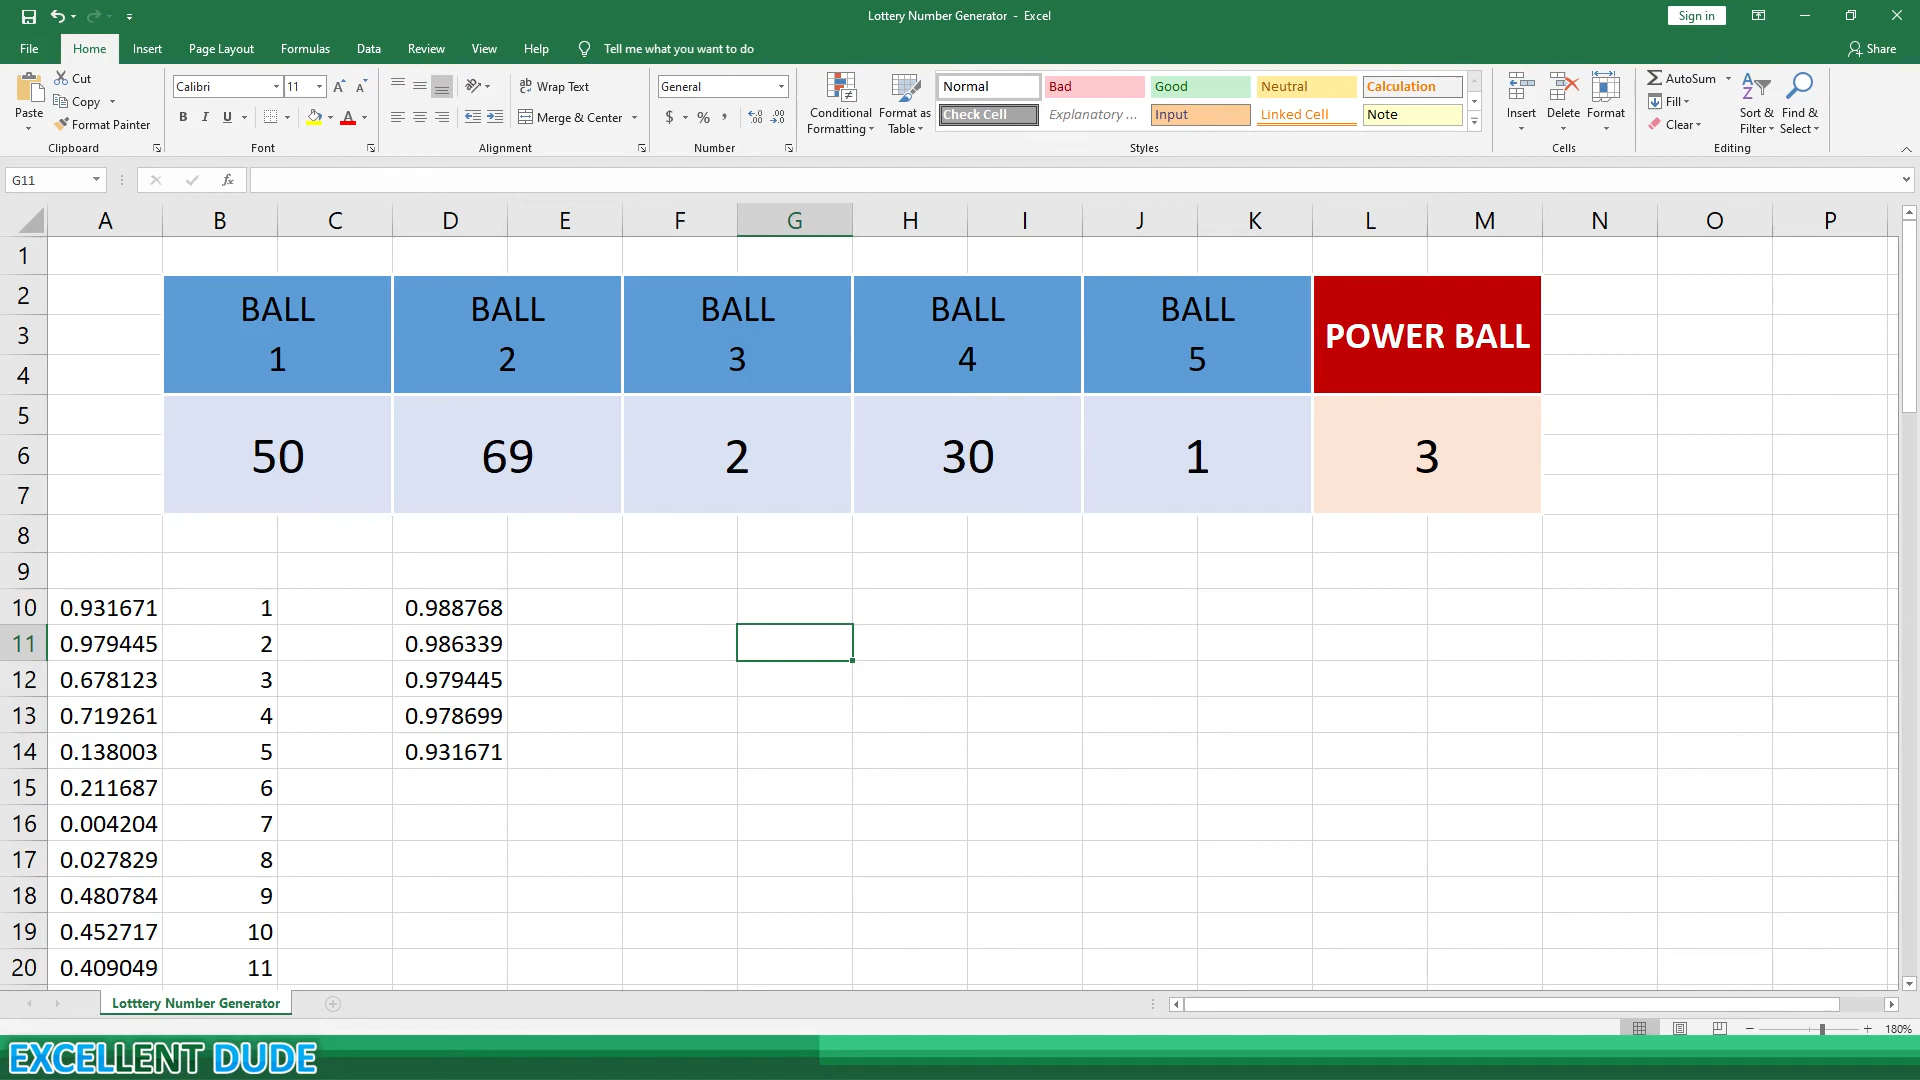 Lottery Number Generator - Excel
Sign in
File Home Insert Page Layout Formulas Data Review View Help Tell me what you want to do Share
Paste
Cut
Copy
Format Painter
Clipboard
Calibri 11
B I U
Font
Wrap Text
Merge & Center
Alignment
General
$ % ,
Number
Conditional Formatting
Format as Table
Normal Bad Good Neutral Calculation
Check Cell Explanatory ... Input Linked Cell Note
Styles
Insert Delete Format
Cells
AutoSum
Fill
Clear
Sort & Filter
Find & Select
Editing
G11 fx
A B C D E F G H I J K L M N O P
1
2
3
4
5
6
7
8
9
BALL 1
BALL 2
BALL 3
BALL 4
BALL 5
POWER BALL
50 69 2 30 1 3
10 0.931671 1 0.988768
11 0.979445 2 0.986339
12 0.678123 3 0.979445
13 0.719261 4 0.978699
14 0.138003 5 0.931671
15 0.211687 6
16 0.004204 7
17 0.027829 8
18 0.480784 9
19 0.452717 10
20 0.409049 11
Lotttery Number Generator
180%
EXCELLENT DUDE